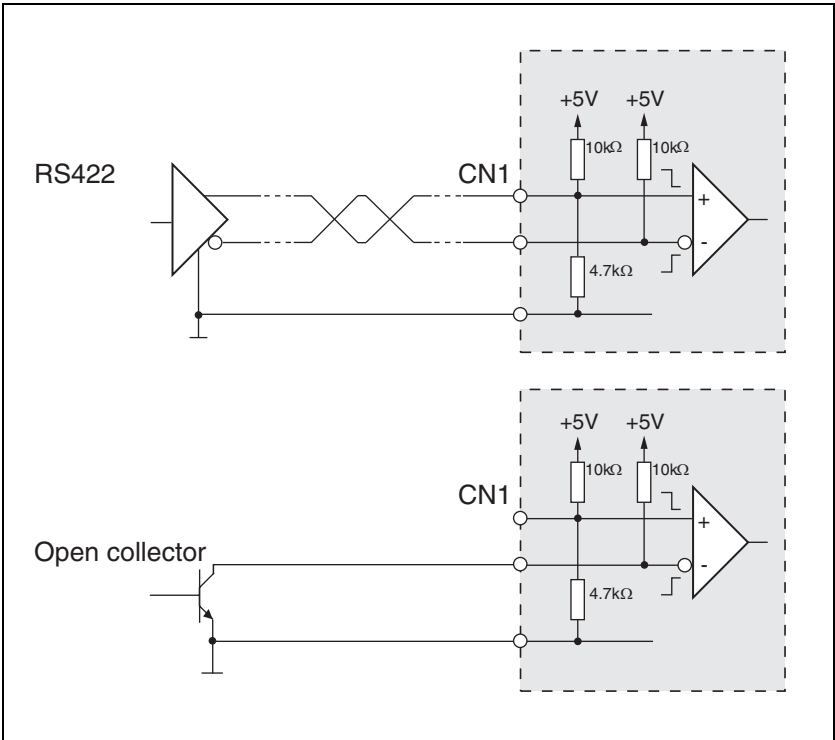 +5V +5V
10kΩ 10kΩ
RS422
CN1
+
-
4.7kΩ
+5V +5V
10kΩ 10kΩ
CN1
+
Open collector
-
4.7kΩ